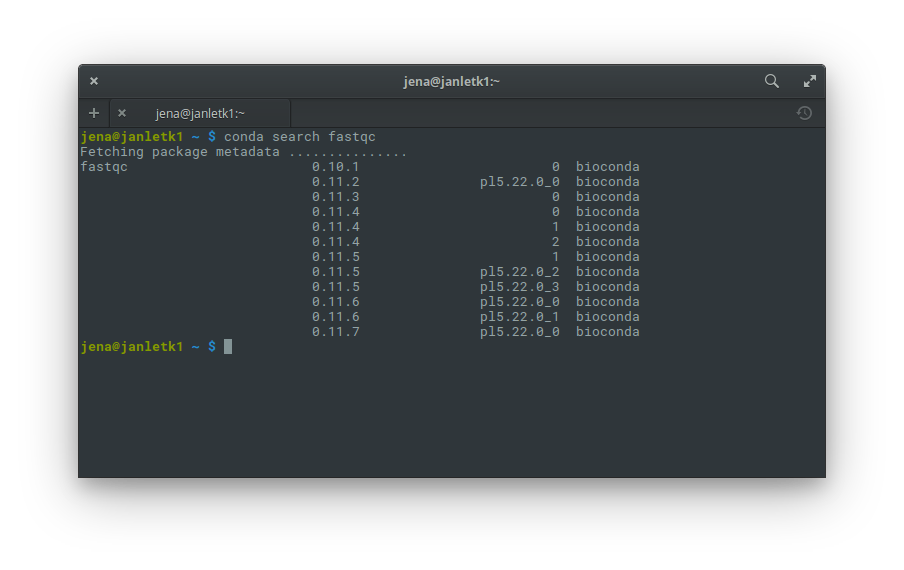 jena@janletk1:~
jena@janletk1:~
jena@janletk1 ~ $ conda search fastqc
Fetching package metadata ...............
fastqc 0.10.1 0 bioconda
0.11.2 pl5.22.0_0 bioconda
0.11.3 0 bioconda
0.11.4 0 bioconda
0.11.4 1 bioconda
0.11.4 2 bioconda
0.11.5 1 bioconda
0.11.5 pl5.22.0_2 bioconda
0.11.5 pl5.22.0_3 bioconda
0.11.6 pl5.22.0_0 bioconda
0.11.6 pl5.22.0_1 bioconda
0.11.7 pl5.22.0_0 bioconda
jena@janletk1 ~ $